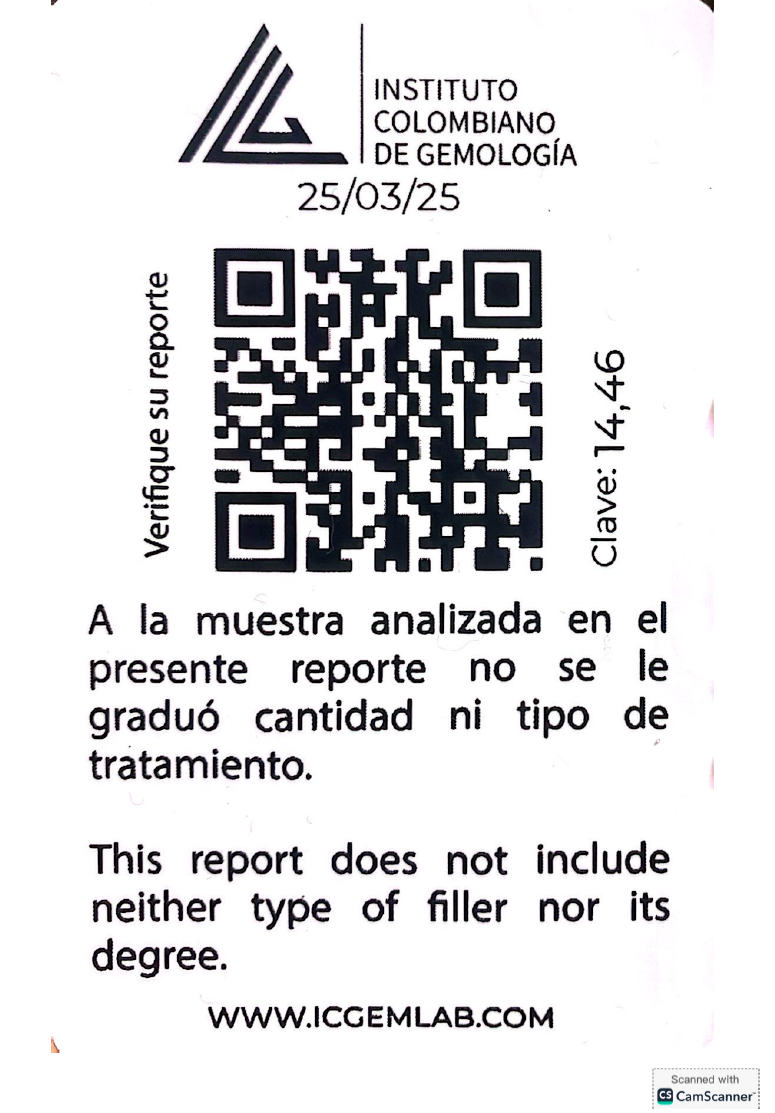 INSTITUTO
COLOMBIANO
DE GEMOLOGÍA
25/03/25
Verifique su reporte
Clave: 14,46
A la muestra analizada en el
presente reporte no se le
graduó cantidad ni tipo de
tratamiento.
This report does not include
neither type of filler nor its
degree.
WWW.ICGEMLAB.COM
Scanned with
CS CamScanner